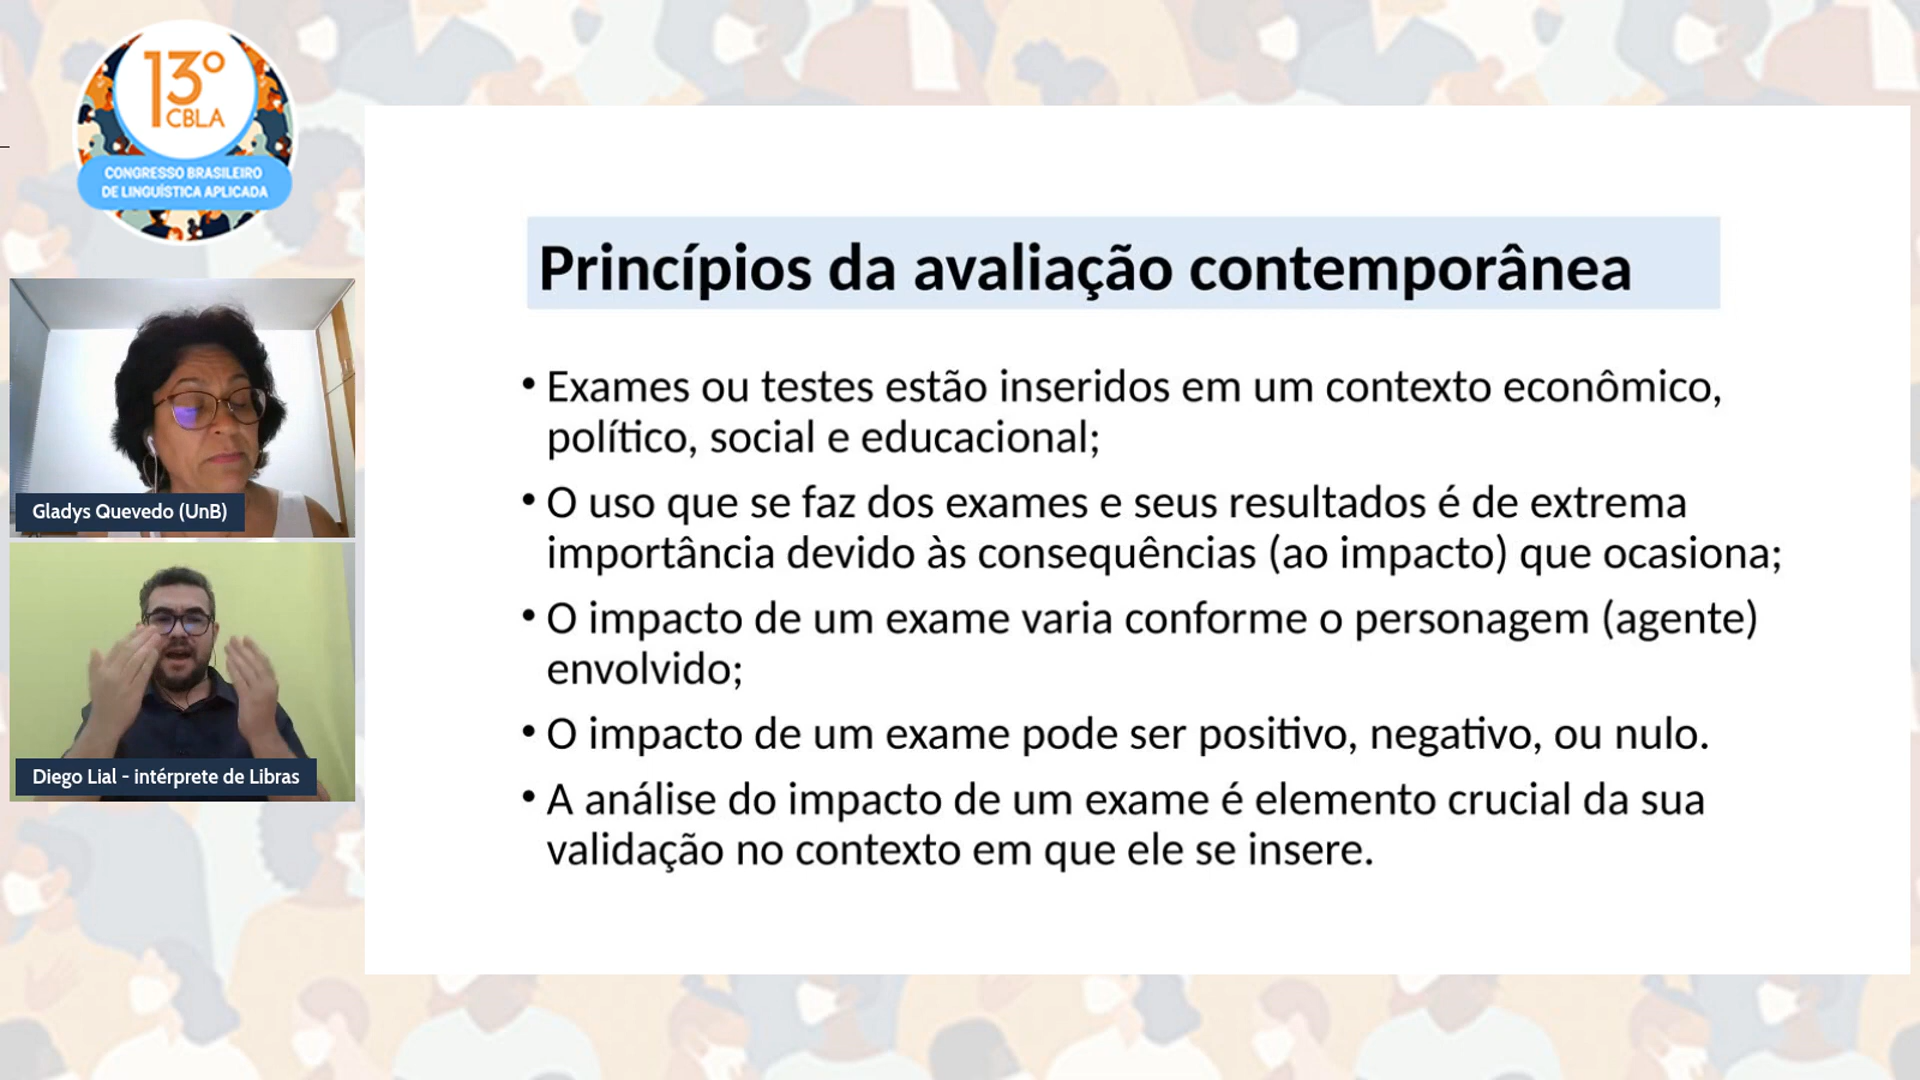 13º
CBLA
CONGRESSO BRASILEIRO
DE LINGUÍSTICA APLICADA
Gladys Quevedo (UnB)
Diego Lial - intérprete de Libras
Princípios da avaliação contemporânea
• Exames ou testes estão inseridos em um contexto econômico,
político, social e educacional;
• O uso que se faz dos exames e seus resultados é de extrema
importância devido às consequências (ao impacto) que ocasiona;
• O impacto de um exame varia conforme o personagem (agente)
envolvido;
• O impacto de um exame pode ser positivo, negativo, ou nulo.
• A análise do impacto de um exame é elemento crucial da sua
validação no contexto em que ele se insere.